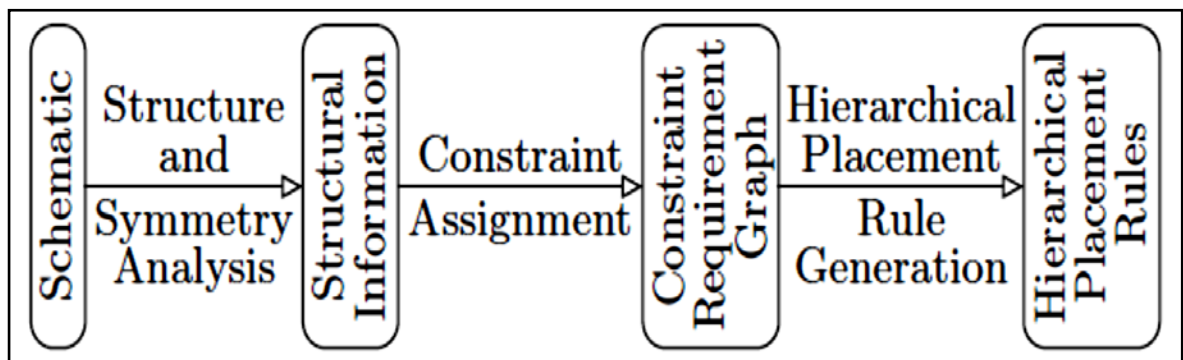 Schematic
Structure
and
Symmetry
Analysis
Structural
Information
Constraint
Assignment
Constraint
Requirement
Graph
Hierarchical
Placement
Rule
Generation
Hierarchical
Placement
Rules